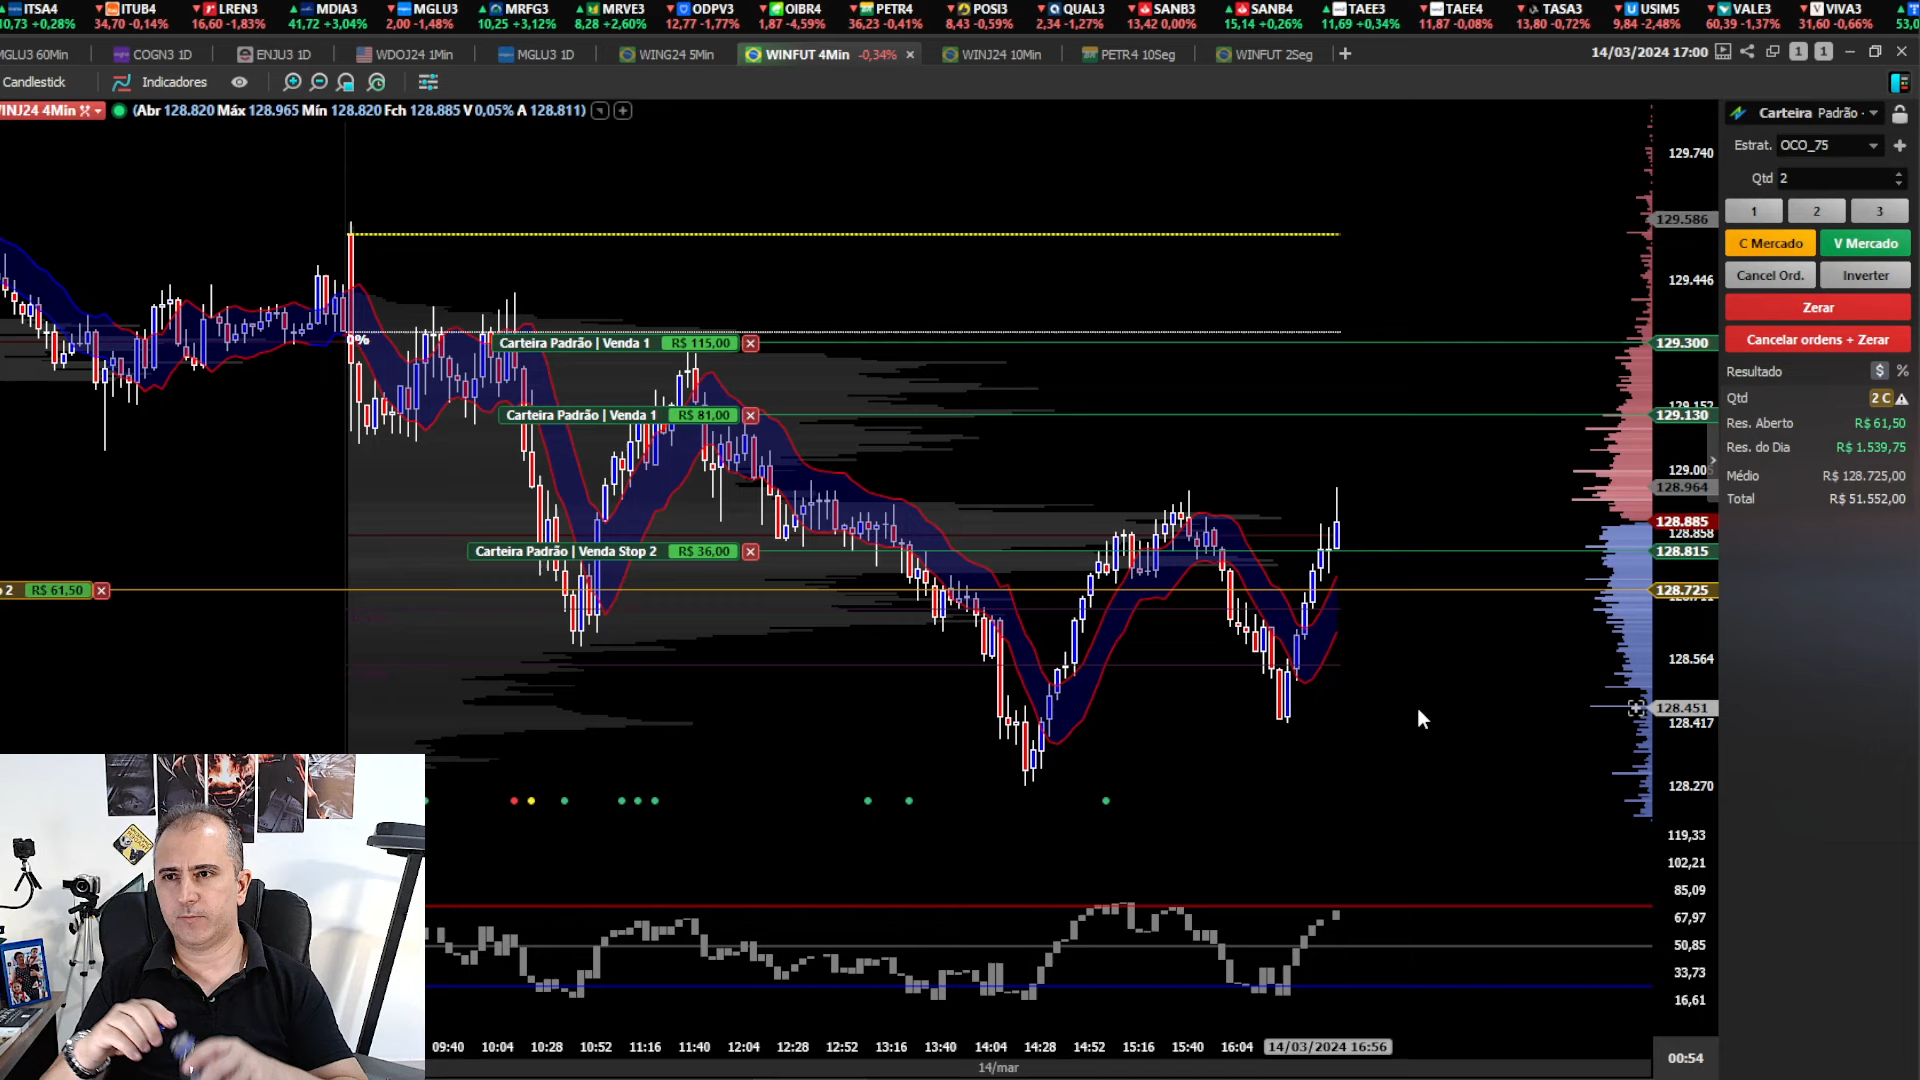 ITSA4 ITUB4 LREN3 MDIA3 MGLU3 MRFG3 MRVE3 ODPV3 OIBR4 PETR4 POSI3 QUAL3 SANB3 SANB4 TAEE3 TAEE4 TASA3 USIM5 VALE3 VIVA3
10,73 +0,28% 34,70 -0,14% 16,60 -1,83% 41,72 +3,04% 2,00 -1,48% 10,25 +3,12% 8,28 +2,60% 12,77 -1,77% 1,87 -4,59% 36,23 -0,41% 8,43 -0,59% 2,34 -1,27% 13,42 0,00% 15,14 +0,26% 11,69 +0,34% 11,87 -0,08% 13,80 -0,72% 9,84 -2,48% 60,39 -1,37% 31,60 -0,66% 53,0
MGLU3 60Min COGN3 1D ENJU3 1D WDOJ24 1Min MGLU3 1D WING24 5Min WINFUT 4Min -0,34% × WINJ24 10Min PETR4 10Seg WINFUT 2Seg + 14/03/2024 17:00 1 1
Candlestick Indicadores
WINJ24 4Min (Abr 128.820 Máx 128.965 Mín 128.820 Fch 128.885 V 0,05% A 128.811)
Carteira Padrão
Estrat. OCO_75
Qtd 2
1 2 3
C Mercado V Mercado
Cancel Ord. Inverter
Zerar
Cancelar ordens + Zerar
Resultado $ %
Qtd 2 C
Res. Aberto R$ 61,50
Res. do Dia R$ 1.539,75
Médio R$ 128.725,00
Total R$ 51.552,00
129.740
129.586
129.446
0%
Carteira Padrão | Venda 1 R$ 115,00 129.300
Carteira Padrão | Venda 1 R$ 81,00 129.130
128.964
128.885
128.858
Carteira Padrão | Venda Stop 2 R$ 36,00 128.815
2 R$ 61,50 128.725
128.564
128.451
128.417
128.270
119,33
102,21
85,09
67,97
50,85
33,73
16,61
09:40 10:04 10:28 10:52 11:16 11:40 12:04 12:28 12:52 13:16 13:40 14:04 14:28 14:52 15:16 15:40 16:04 14/03/2024 16:56
14/mar
00:54